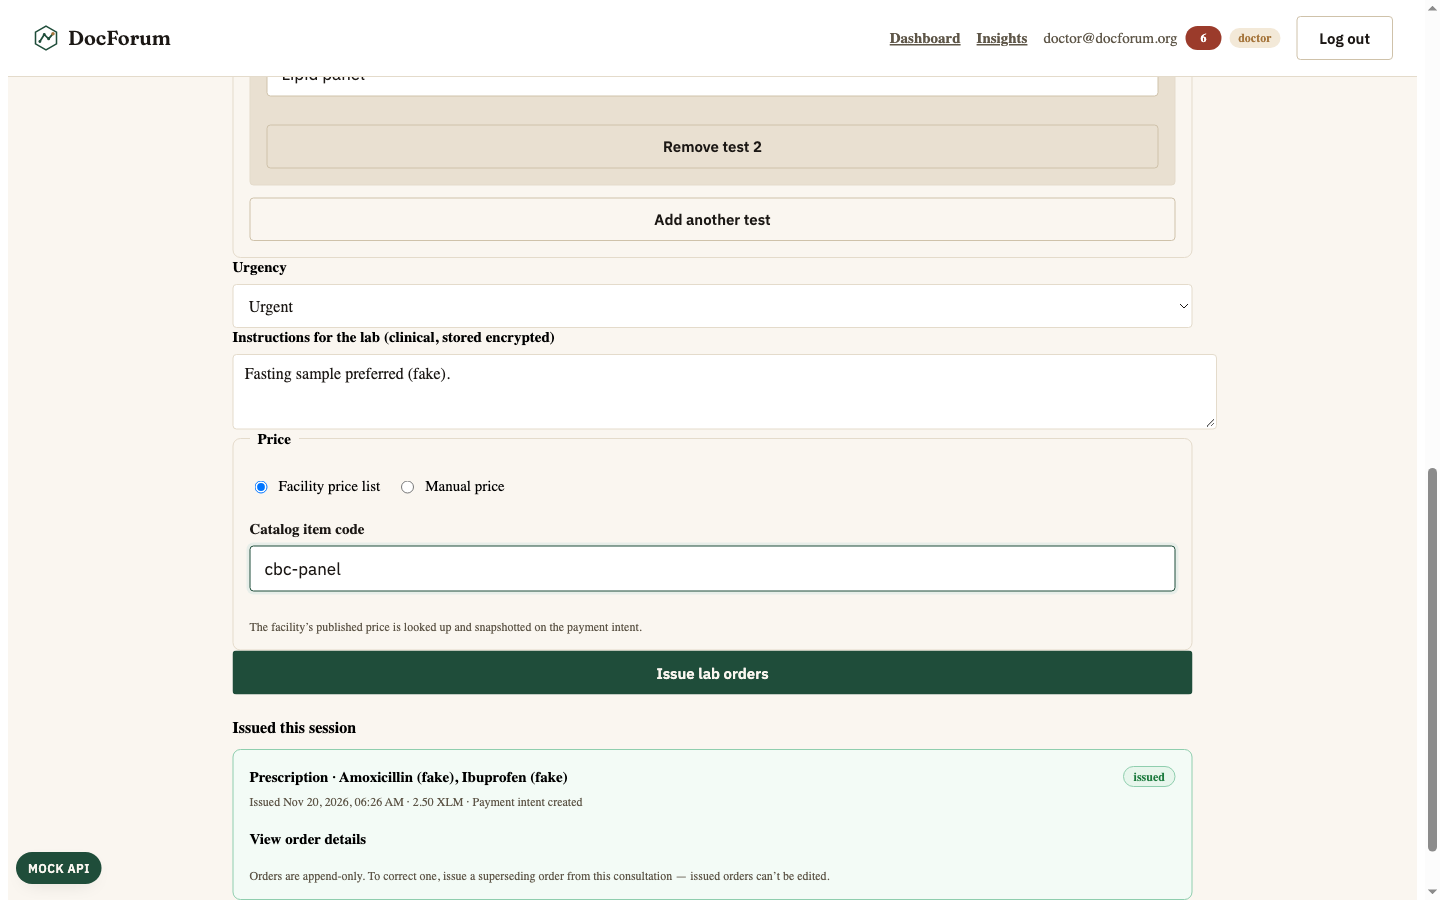 DocForum
Dashboard Insights doctor@docforum.org 6 doctor Log out
Lipid panel
Remove test 2
Add another test
Urgency
Urgent
Instructions for the lab (clinical, stored encrypted)
Fasting sample preferred (fake).
Price
Facility price list Manual price
Catalog item code
cbc-panel
The facility’s published price is looked up and snapshotted on the payment intent.
Issue lab orders
Issued this session
Prescription · Amoxicillin (fake), Ibuprofen (fake) issued
Issued Nov 20, 2026, 06:26 AM · 2.50 XLM · Payment intent created
View order details
MOCK API
Orders are append-only. To correct one, issue a superseding order from this consultation — issued orders can’t be edited.